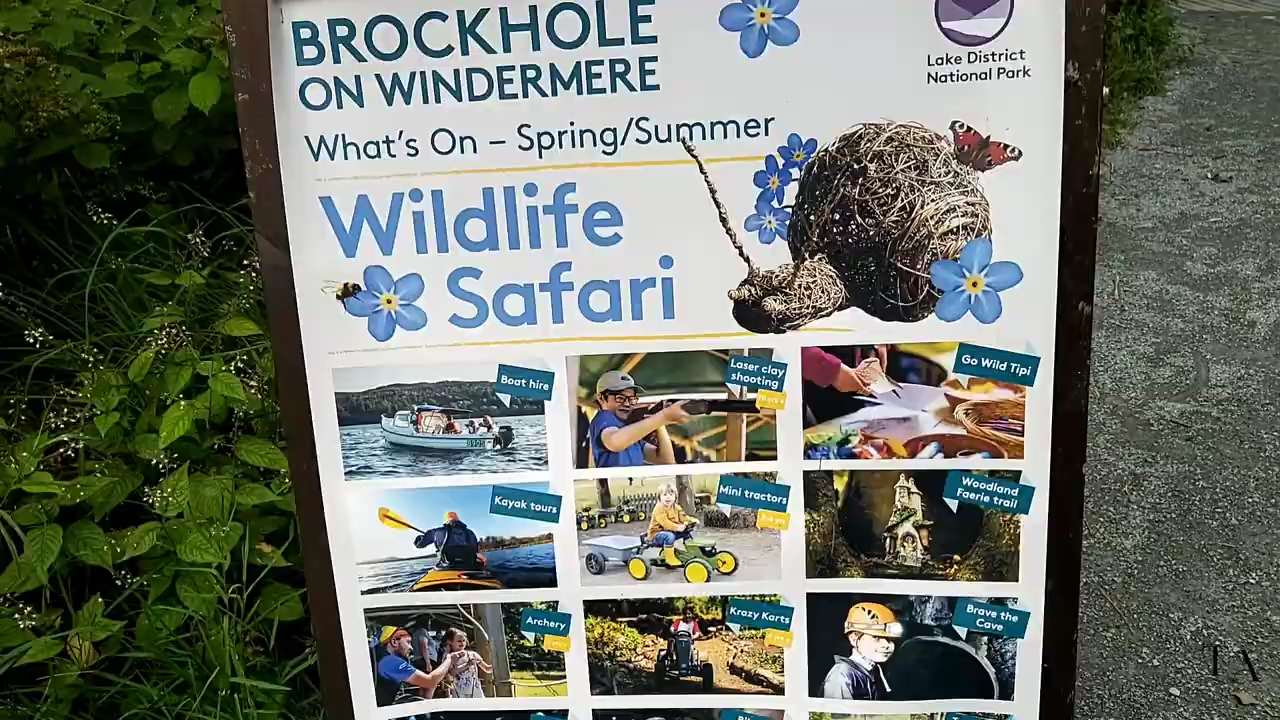 BROCKHOLE
ON WINDERMERE
Lake District
National Park
What's On – Spring/Summer
Wildlife
Safari
Boat hire
Laser clay
shooting
Go Wild Tipi
Kayak tours
Mini tractors
Woodland
Faerie trail
Archery
Krazy Karts
Brave the
Cave